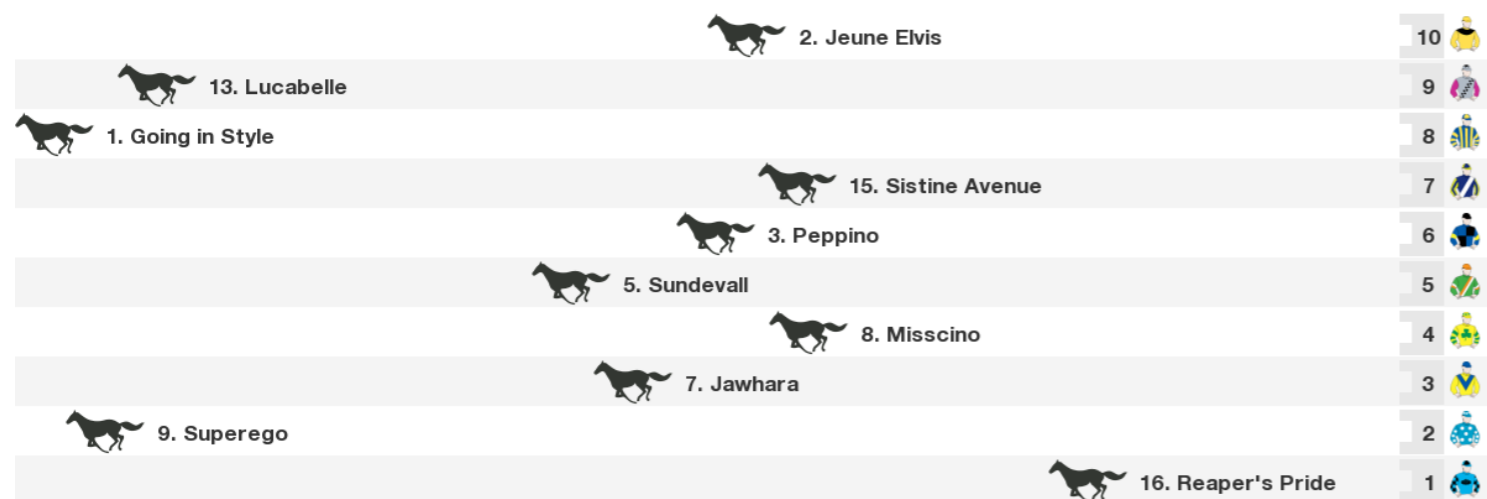 2. Jeune Elvis 10
13. Lucabelle 9
1. Going in Style 8
15. Sistine Avenue 7
3. Peppino 6
5. Sundevall 5
8. Misscino 4
7. Jawhara 3
9. Superego 2
16. Reaper's Pride 1